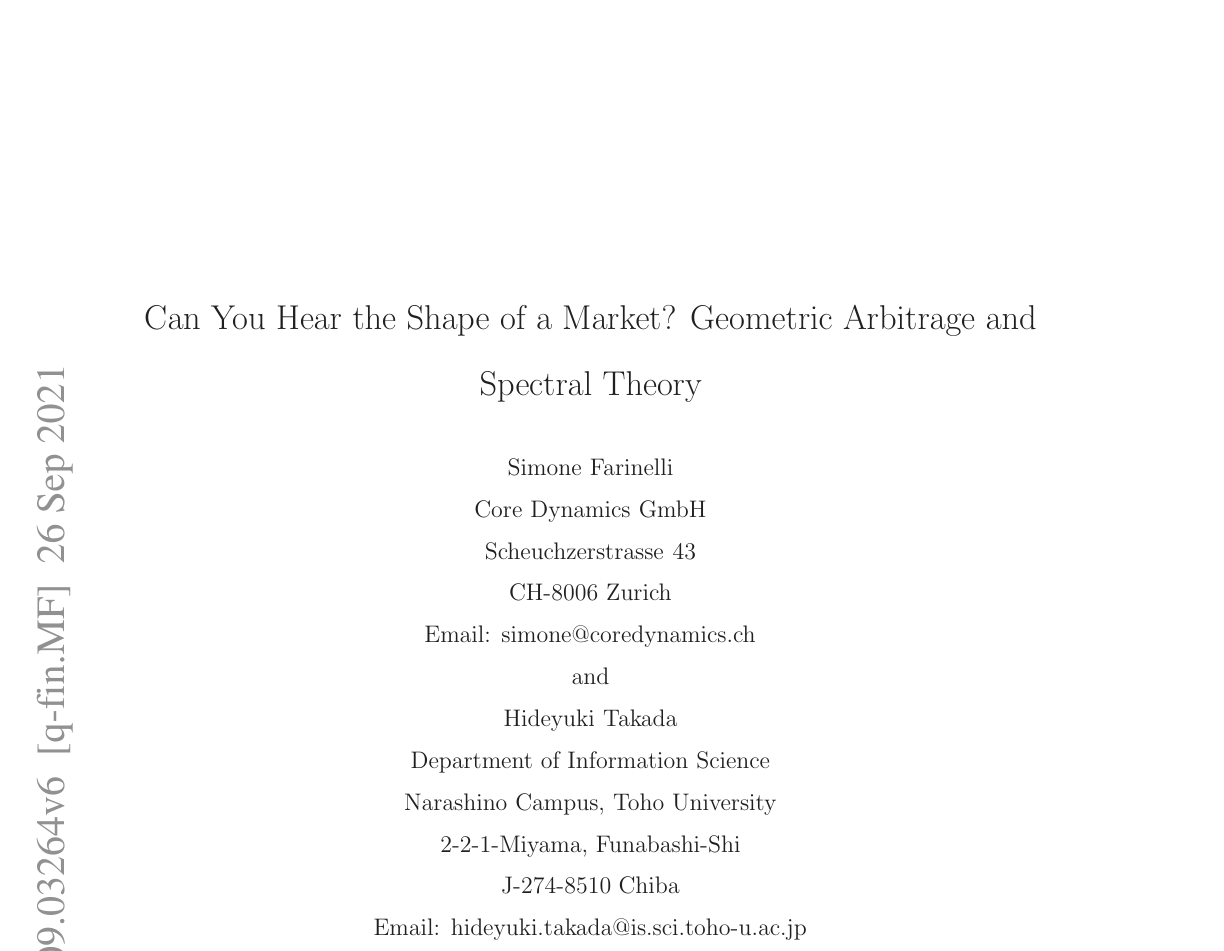 Can You Hear the Shape of a Market? Geometric Arbitrage and
Spectral Theory
Simone Farinelli
Core Dynamics GmbH
Scheuchzerstrasse 43
CH-8006 Zurich
Email: simone@coredynamics.ch
and
Hideyuki Takada
Department of Information Science
Narashino Campus, Toho University
2-2-1-Miyama, Funabashi-Shi
J-274-8510 Chiba
Email: hideyuki.takada@is.sci.toho-u.ac.jp
[q-fin.MF] 26 Sep 2021